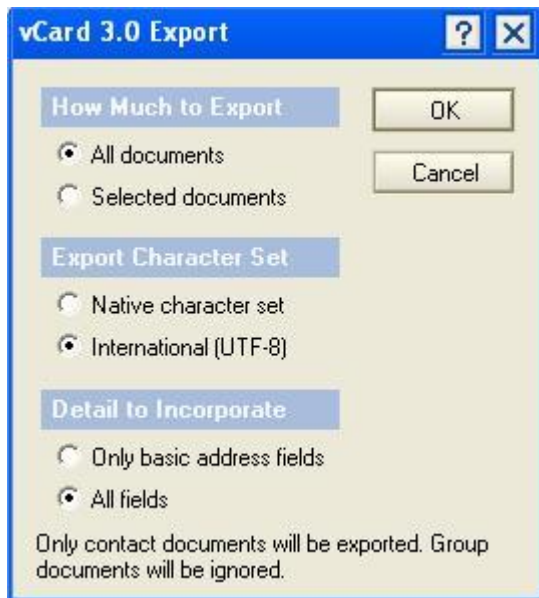 vCard 3.0 Export
How Much to Export
OK
All documents
Cancel
Selected documents
Export Character Set
Native character set
International (UTF-8)
Detail to Incorporate
Only basic address fields
All fields
Only contact documents will be exported. Group
documents will be ignored.